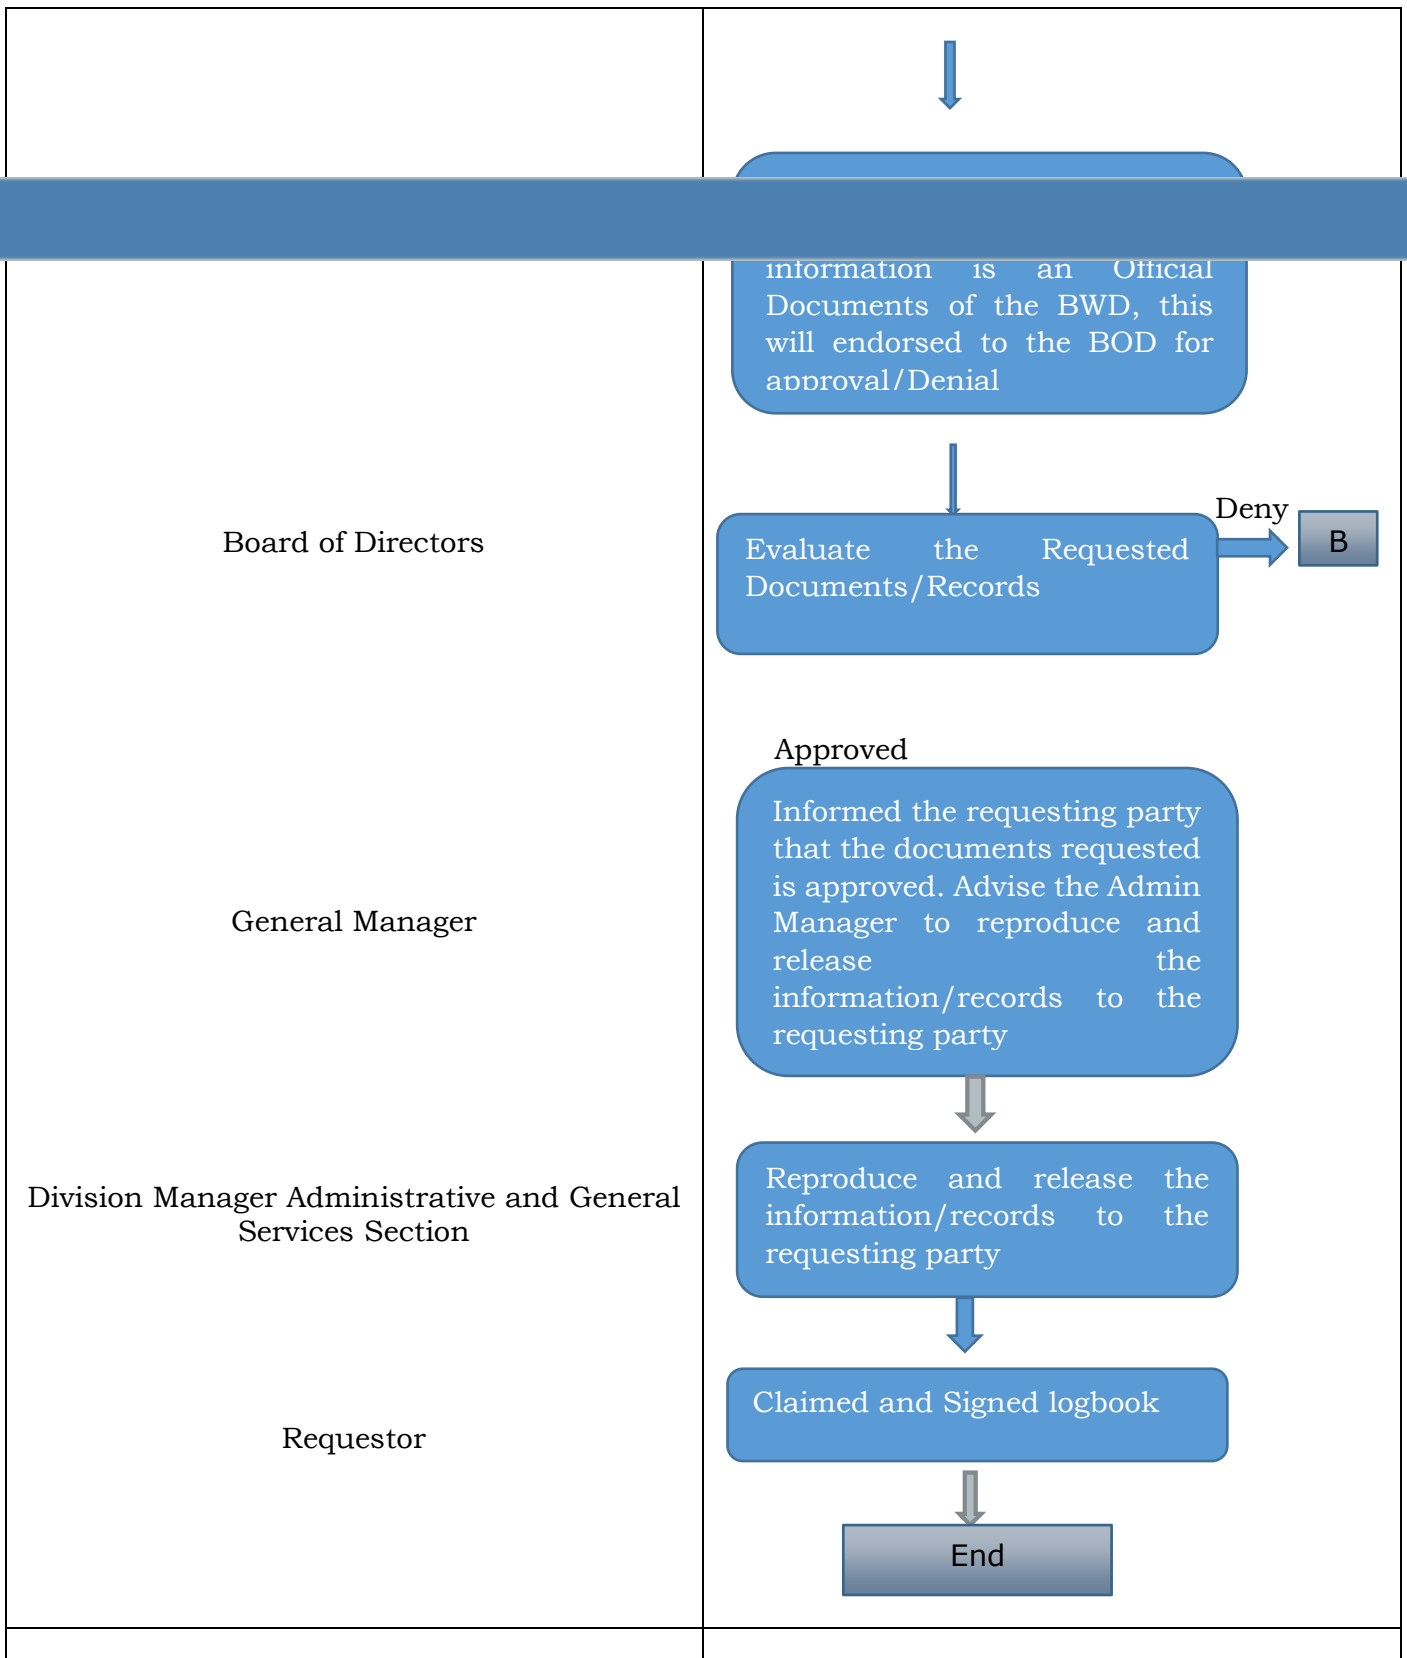 information is an Official
Documents of the BWD, this
will endorsed to the BOD for
approval/Denial
Board of Directors
Evaluate the Requested
Documents/Records
Deny
B
Approved
General Manager
Informed the requesting party
that the documents requested
is approved. Advise the Admin
Manager to reproduce and
release the
information/records to the
requesting party
Division Manager Administrative and General
Services Section
Reproduce and release the
information/records to the
requesting party
Requestor
Claimed and Signed logbook
End